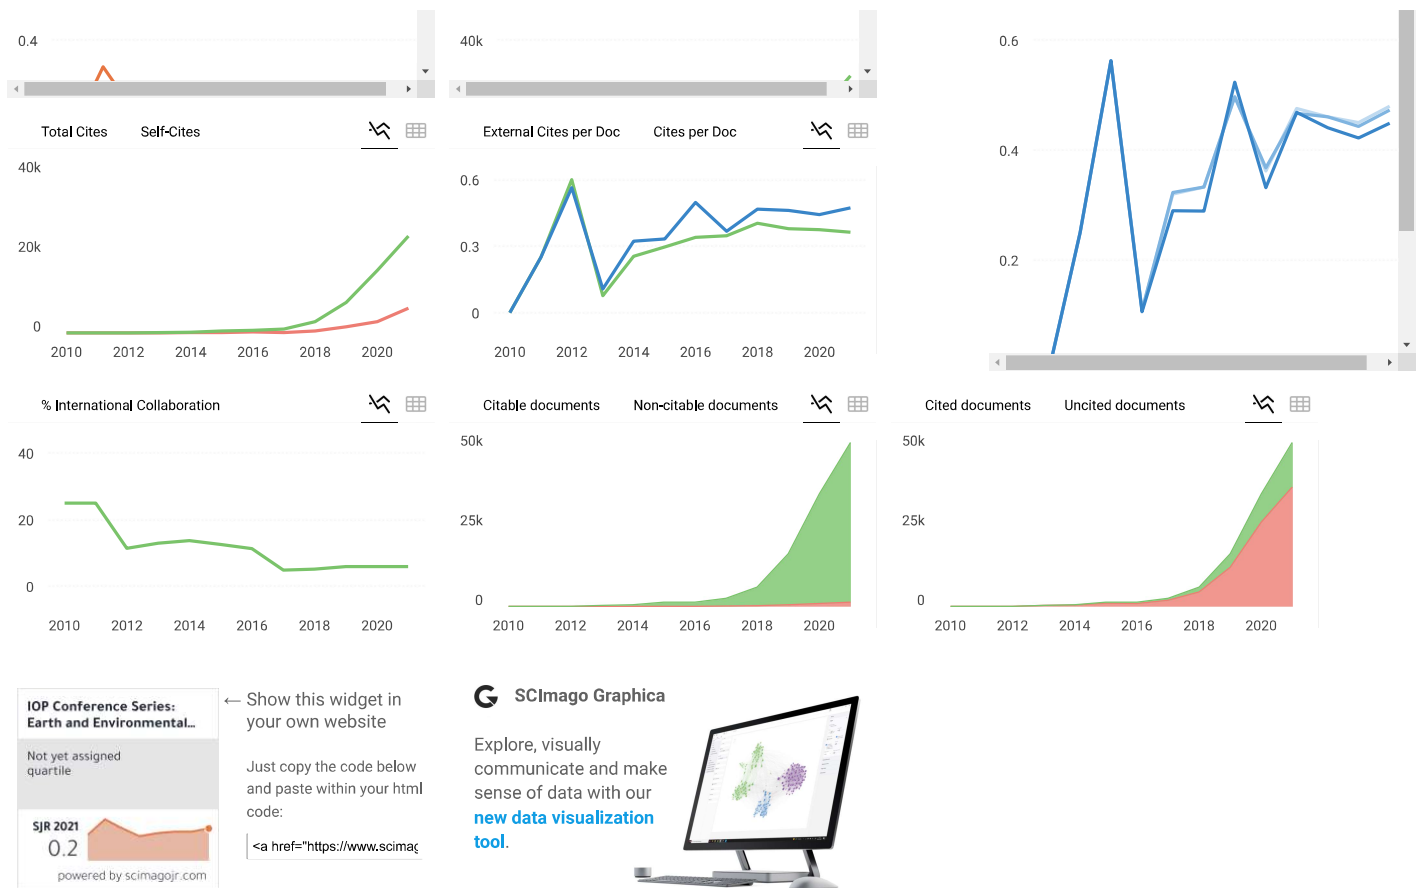 0.4
40k
0.6
0.4
0.2
Total Cites Self-Cites
40k
20k
0
2010 2012 2014 2016 2018 2020
External Cites per Doc Cites per Doc
0.6
0.3
0
2010 2012 2014 2016 2018 2020
% International Collaboration
40
20
0
2010 2012 2014 2016 2018 2020
Citable documents Non-citable documents
50k
25k
0
2010 2012 2014 2016 2018 2020
Cited documents Uncited documents
50k
25k
0
2010 2012 2014 2016 2018 2020
IOP Conference Series:
Earth and Environmental...
Not yet assigned
quartile
SJR 2021
0.2
powered by scimagojr.com
← Show this widget in
your own website
Just copy the code below
and paste within your html
code:
<a href="https://www.scimag
SCImago Graphica
Explore, visually
communicate and make
sense of data with our
new data visualization
tool.